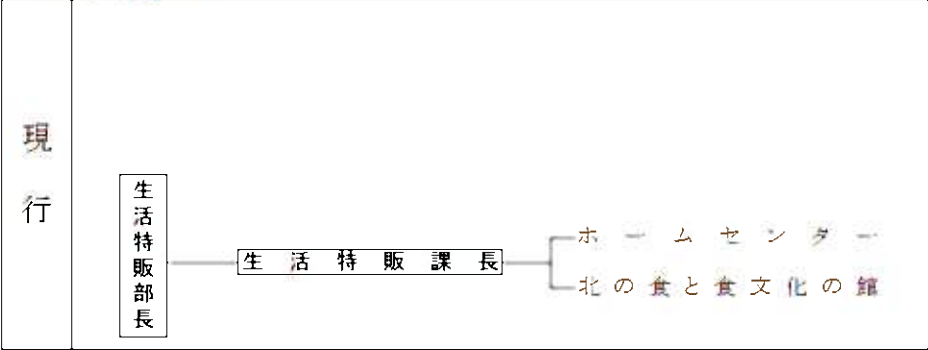 現行
生活特販部長
生活特販課長
ホームセンター
北の食と食文化の館